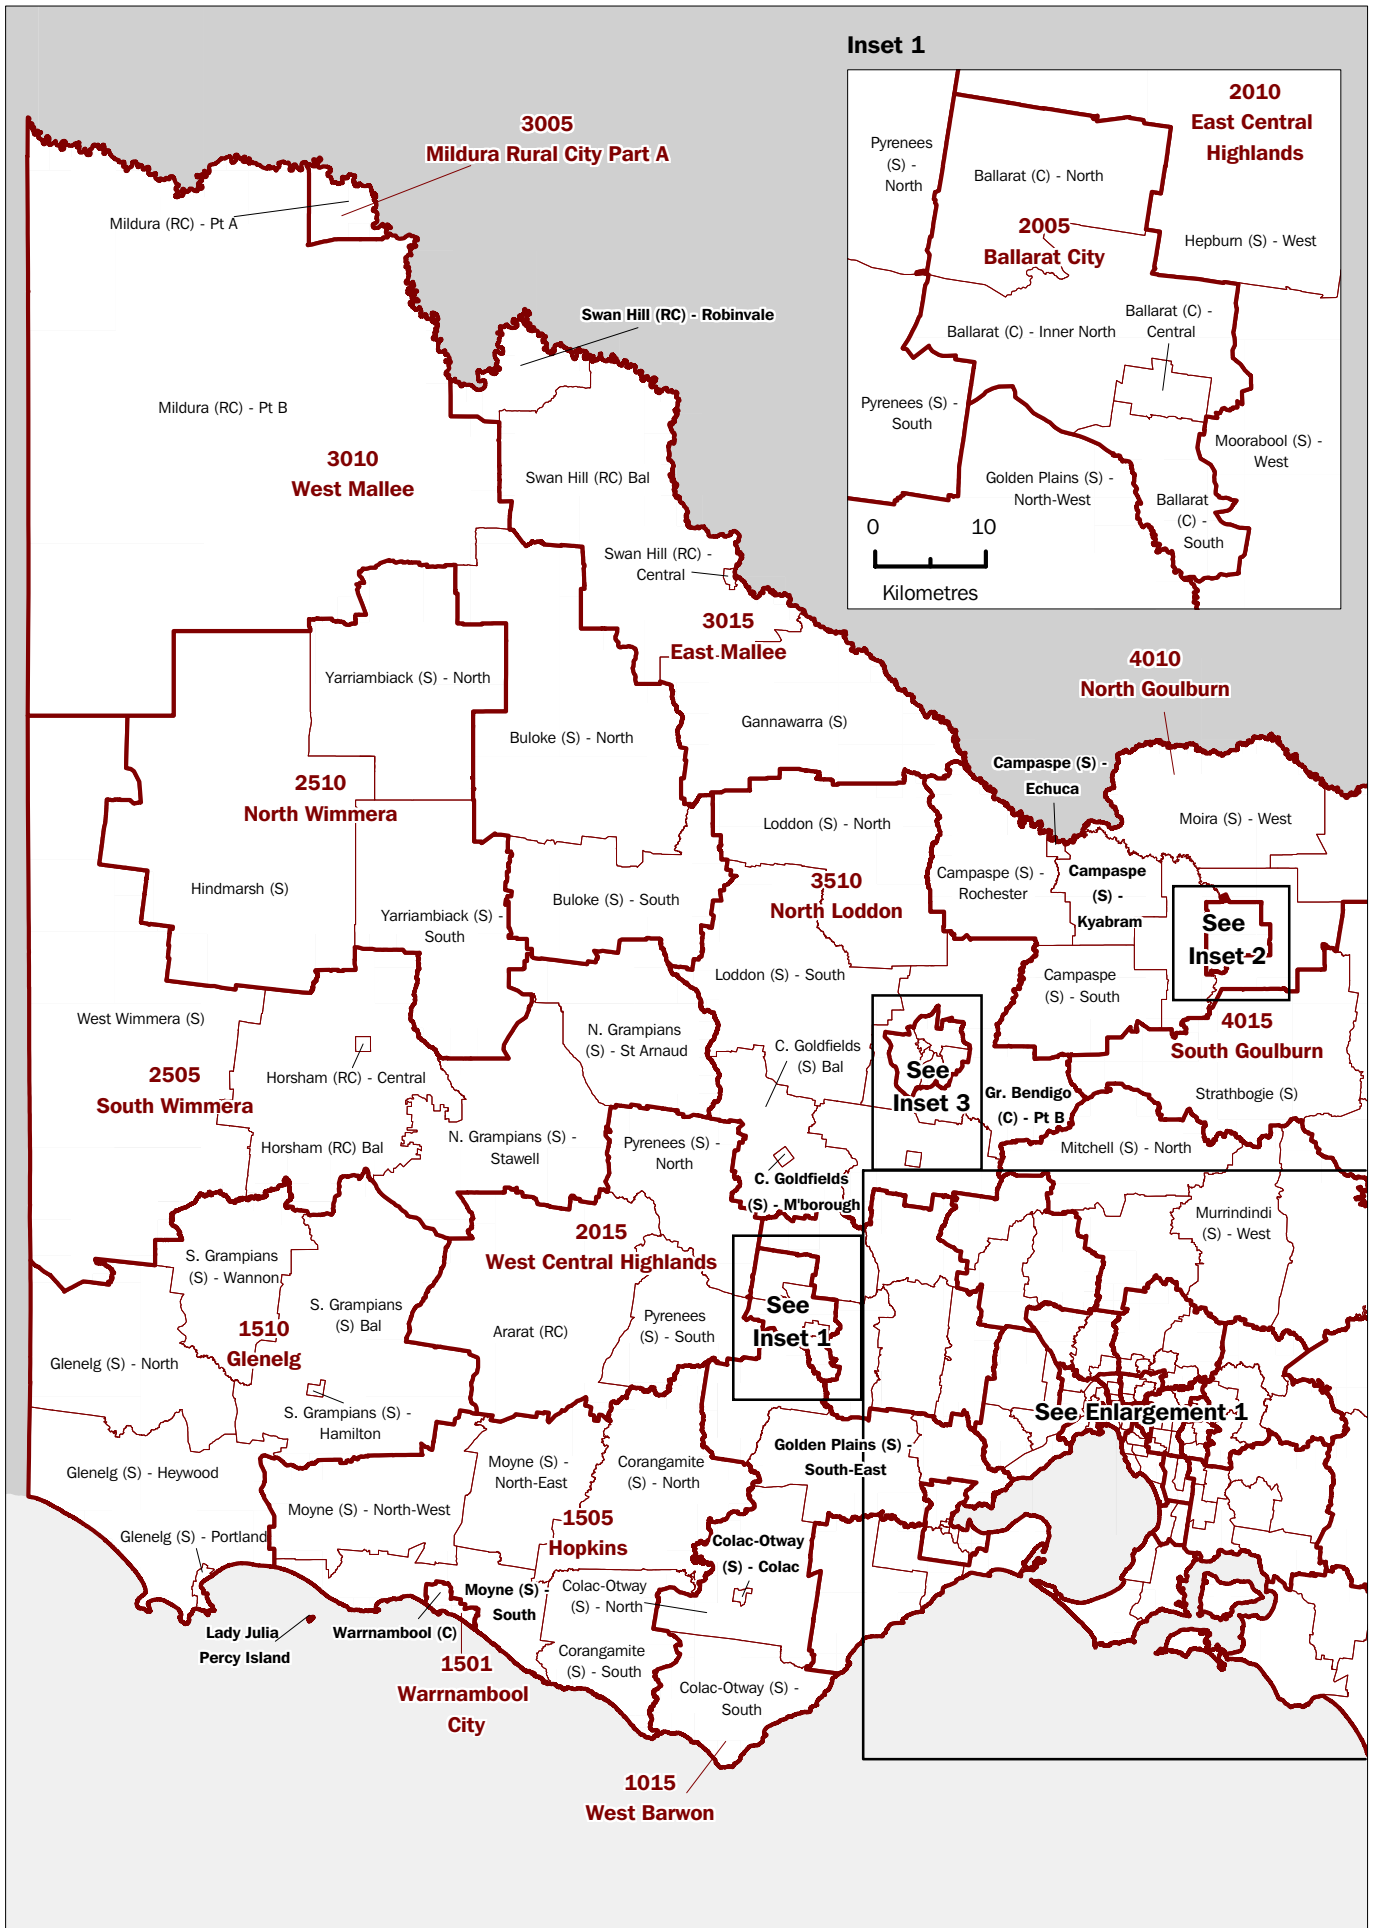 Inset 1
2010
East Central
Highlands
Pyrenees
(S) -
North
Ballarat (C) - North
2005
Ballarat City
Hepburn (S) - West
Ballarat (C) - Inner North
Ballarat (C) -
Central
Pyrenees (S) -
South
Moorabool (S) -
West
Golden Plains (S) -
North-West
Ballarat
(C) -
South
0 10
Kilometres
3005
Mildura Rural City Part A
Mildura (RC) - Pt A
Swan Hill (RC) - Robinvale
Mildura (RC) - Pt B
3010
West Mallee
Swan Hill (RC) Bal
Swan Hill (RC) -
Central
3015
East Mallee
4010
North Goulburn
Yarriambiack (S) - North
Gannawarra (S)
Buloke (S) - North
Campaspe (S) -
Echuca
2510
North Wimmera
Loddon (S) - North
Moira (S) - West
Campaspe (S) -
Rochester
Campaspe
(S) -
Kyabram
3510
North Loddon
Hindmarsh (S)
Buloke (S) - South
Yarriambiack (S) -
South
See
Inset 2
Loddon (S) - South
Campaspe
(S) - South
West Wimmera (S)
N. Grampians
(S) - St Arnaud
4015
South Goulburn
C. Goldfields
(S) Bal
2505
South Wimmera
Horsham (RC) - Central
See
Inset 3
Gr. Bendigo
(C) - Pt B
Strathbogie (S)
Horsham (RC) Bal
N. Grampians (S) -
Stawell
Pyrenees (S) -
North
Mitchell (S) - North
C. Goldfields
(S) - M'borough
Murrindindi
(S) - West
2015
West Central Highlands
S. Grampians
(S) - Wannon
S. Grampians
(S) Bal
See
Inset 1
Pyrenees
(S) - South
Ararat (RC)
1510
Glenelg
Glenelg (S) - North
S. Grampians (S) -
Hamilton
See Enlargement 1
Golden Plains (S) -
South-East
Glenelg (S) - Heywood
Moyne (S) -
North-East
Corangamite
(S) - North
Moyne (S) - North-West
1505
Hopkins
Glenelg (S) - Portland
Colac-Otway
(S) - Colac
Moyne (S) -
South
Colac-Otway
(S) - North
Lady Julia
Percy Island
Warrnambool (C)
1501
Warrnambool
City
Corangamite
(S) - South
Colac-Otway (S) -
South
1015
West Barwon